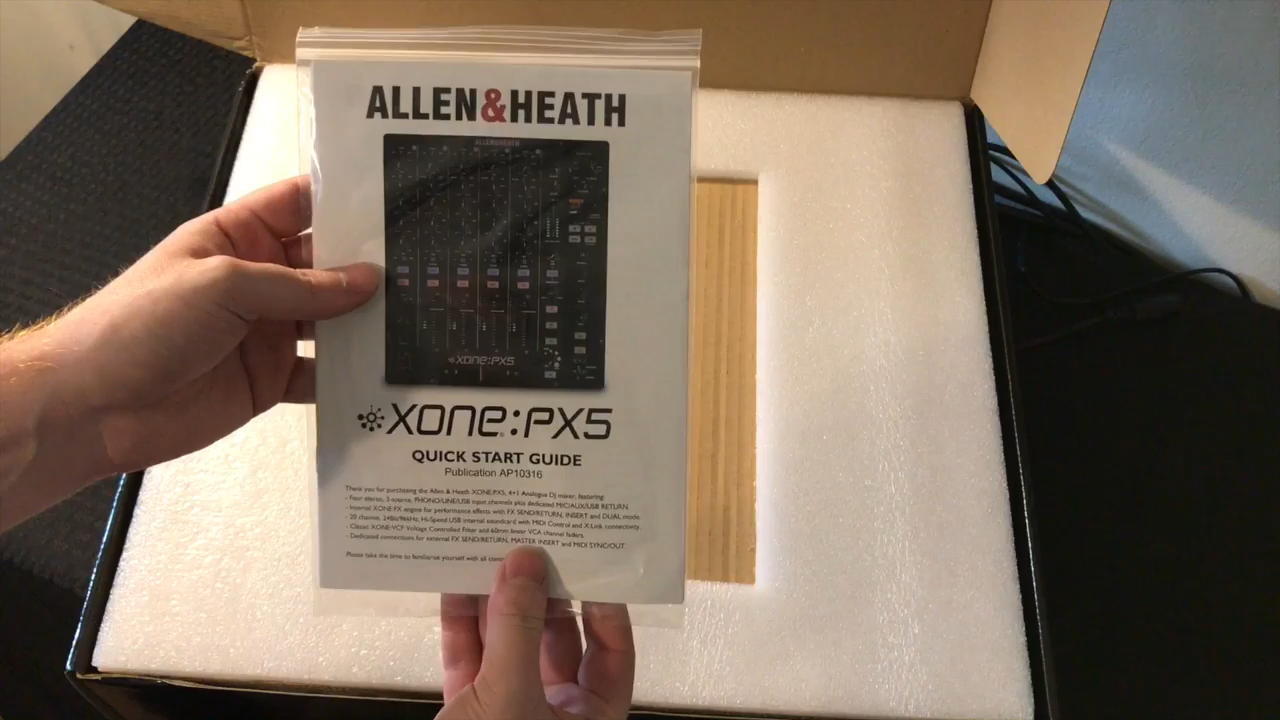 ALLEN&HEATH
ALLEN&HEATH
XONE:PX5
XONE:PX5
QUICK START GUIDE
Publication AP10316
Thank you for purchasing the Allen & Heath XONE:PX5, 4+1 Analogue DJ mixer, featuring:
- Four stereo, 3-source, PHONO/LINE/USB input channels plus dedicated MIC/AUX/USB RETURN.
- Internal XONE:FX engine for performance effects with FX SEND/RETURN, INSERT and DUAL mode.
- 20 channel, 24Bit/96kHz, Hi-Speed USB internal soundcard with MIDI Control and X:Link connectivity.
- Classic XONE:VCF Voltage Controlled Filter and 60mm linear VCA channel faders.
- Dedicated connections for external FX SEND/RETURN, MASTER INSERT and MIDI SYNC/OUT.
Please take the time to familiarise yourself with all